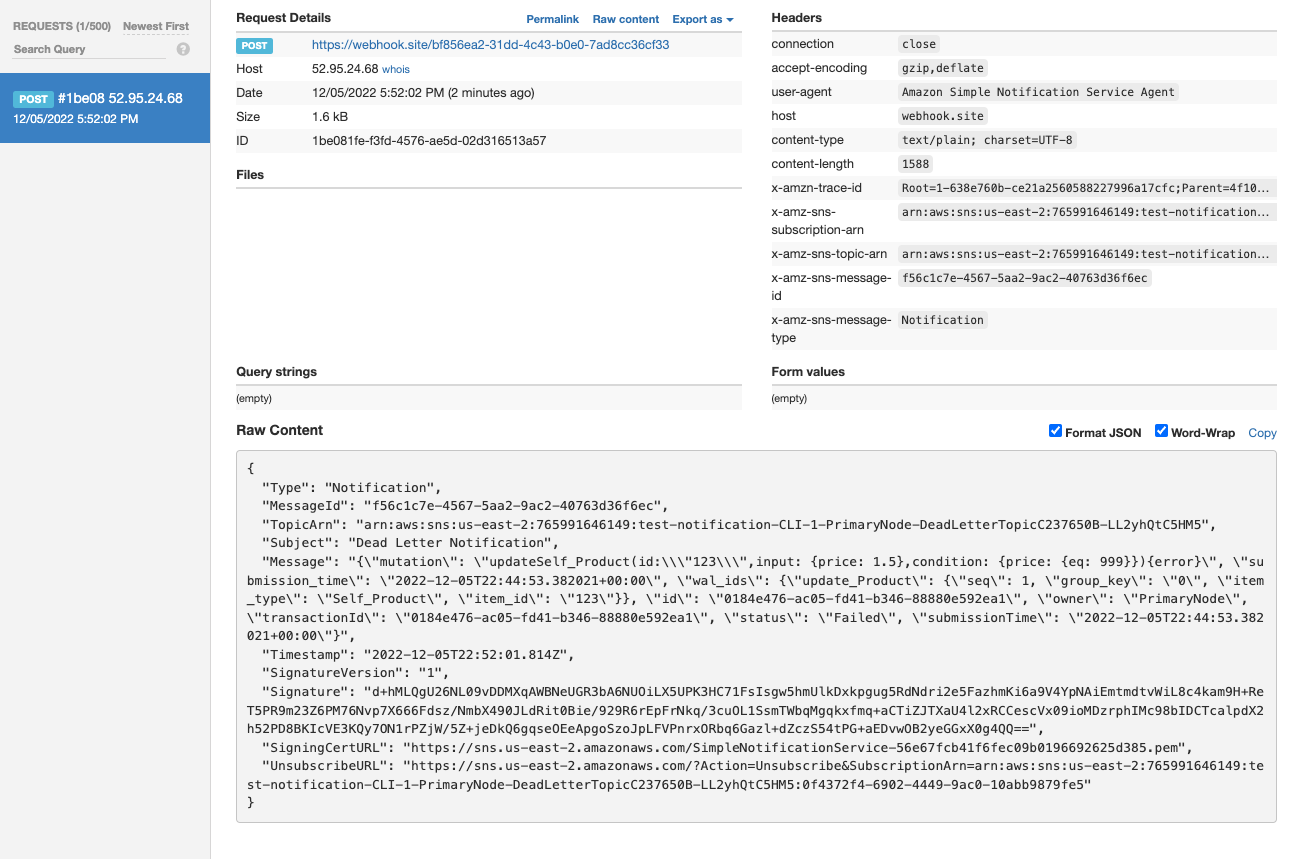 REQUESTS (1/500) Newest First
Search Query
POST #1be08 52.95.24.68
12/05/2022 5:52:02 PM
Request Details Permalink Raw content Export as
POST https://webhook.site/bf856ea2-31dd-4c43-b0e0-7ad8cc36cf33
Host 52.95.24.68 whois
Date 12/05/2022 5:52:02 PM (2 minutes ago)
Size 1.6 kB
ID 1be081fe-f3fd-4576-ae5d-02d316513a57
Files
Headers
connection close
accept-encoding gzip,deflate
user-agent Amazon Simple Notification Service Agent
host webhook.site
content-type text/plain; charset=UTF-8
content-length 1588
x-amzn-trace-id Root=1-638e760b-ce21a2560588227996a17cfc;Parent=4f10...
x-amz-sns-
subscription-arn arn:aws:sns:us-east-2:765991646149:test-notification...
x-amz-sns-topic-arn arn:aws:sns:us-east-2:765991646149:test-notification...
x-amz-sns-message-
id f56c1c7e-4567-5aa2-9ac2-40763d36f6ec
x-amz-sns-message-
type Notification
Query strings
(empty)
Form values
(empty)
Raw Content Format JSON Word-Wrap Copy
{
"Type": "Notification",
"MessageId": "f56c1c7e-4567-5aa2-9ac2-40763d36f6ec",
"TopicArn": "arn:aws:sns:us-east-2:765991646149:test-notification-CLI-1-PrimaryNode-DeadLetterTopicC237650B-LL2yhQtC5HM5",
"Subject": "Dead Letter Notification",
"Message": "{\"mutation\": \"updateSelf_Product(id:\\\"123\\\",input: {price: 1.5},condition: {price: {eq: 999}}){error}\", \"su
bmission_time\": \"2022-12-05T22:44:53.382021+00:00\", \"wal_ids\": {\"update_Product\": {\"seq\": 1, \"group_key\": \"0\", \"item
_type\": \"Self_Product\", \"item_id\": \"123\"}}, \"id\": \"0184e476-ac05-fd41-b346-88880e592ea1\", \"owner\": \"PrimaryNode\",
\"transactionId\": \"0184e476-ac05-fd41-b346-88880e592ea1\", \"status\": \"Failed\", \"submissionTime\": \"2022-12-05T22:44:53.382
021+00:00\"}",
"Timestamp": "2022-12-05T22:52:01.814Z",
"SignatureVersion": "1",
"Signature": "d+hMLQgU26NL09vDDMXqAWBNeUGR3bA6NUOiLX5UPK3HC71FsIsgw5hmUlkDxkpgug5RdNdri2e5FazhmKi6a9V4YpNAiEmtmdtvWiL8c4kam9H+Re
T5PR9m23Z6PM76Nvp7X666Fdsz/NmbX490JLdRit0Bie/929R6rEpFrNkq/3cuOL1SsmTWbqMgqkxfmq+aCTiZJTXaU4l2xRCCescVx09ioMDzrphIMc98bIDCTcalpdX2
h52PD8BKIcVE3KQy7ON1rPZjW/5Z+jeDkQ6gqseOEeApgoSzoJpLFVPnrxORbq6Gazl+dZczS54tPG+aEDvwOB2yeGGxX0g4QQ==",
"SigningCertURL": "https://sns.us-east-2.amazonaws.com/SimpleNotificationService-56e67fcb41f6fec09b0196692625d385.pem",
"UnsubscribeURL": "https://sns.us-east-2.amazonaws.com/?Action=Unsubscribe&SubscriptionArn=arn:aws:sns:us-east-2:765991646149:te
st-notification-CLI-1-PrimaryNode-DeadLetterTopicC237650B-LL2yhQtC5HM5:0f4372f4-6902-4449-9ac0-10abb9879fe5"
}